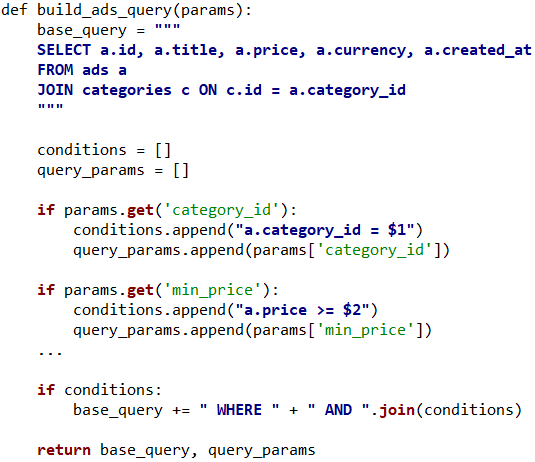 def build_ads_query(params):
    base_query = """
    SELECT a.id, a.title, a.price, a.currency, a.created_at
    FROM ads a
    JOIN categories c ON c.id = a.category_id
    """

    conditions = []
    query_params = []

    if params.get('category_id'):
        conditions.append("a.category_id = $1")
        query_params.append(params['category_id'])

    if params.get('min_price'):
        conditions.append("a.price >= $2")
        query_params.append(params['min_price'])
    ...

    if conditions:
        base_query += " WHERE " + " AND ".join(conditions)

    return base_query, query_params